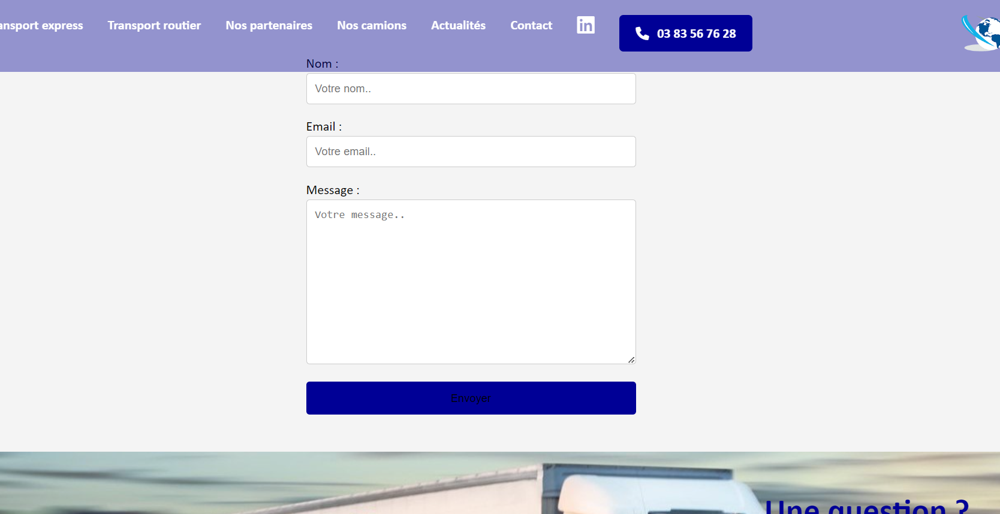 ansport express Transport routier Nos partenaires Nos camions Actualités Contact in 03 83 56 76 28
Nom :
Votre nom..
Email :
Votre email..
Message :
Votre message..
Envoyer
Une question ?